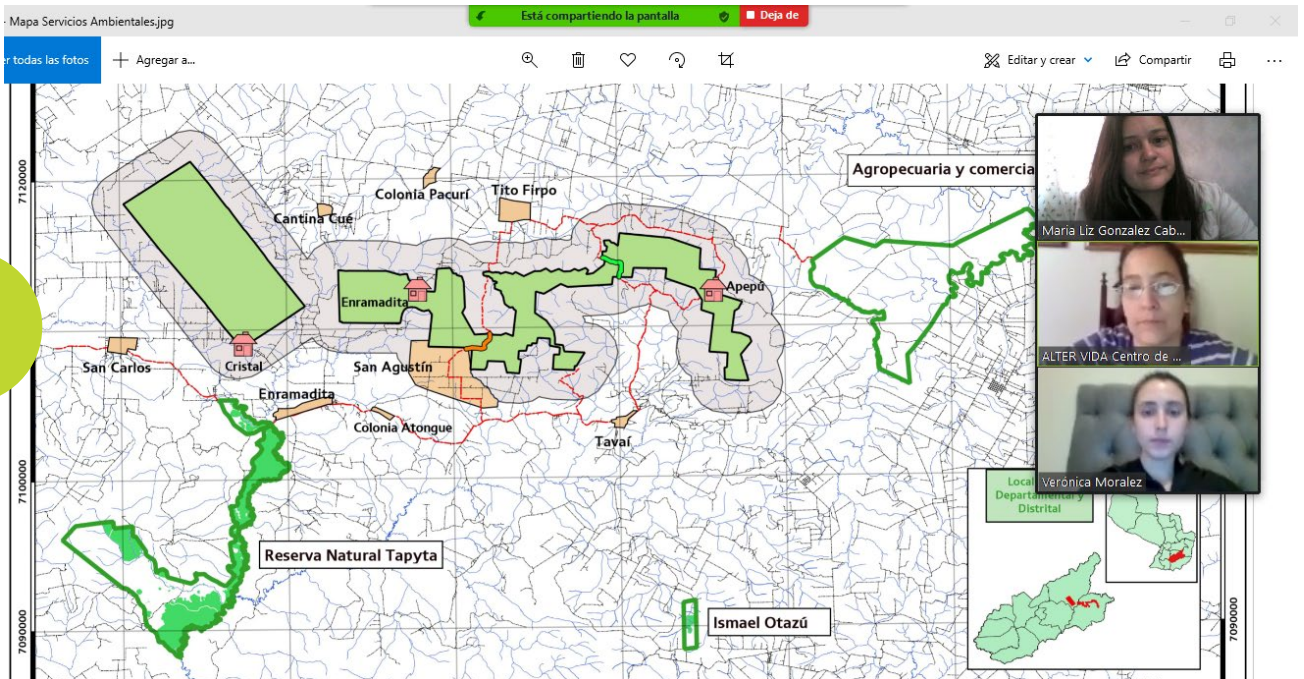 - Mapa Servicios Ambientales.jpg
Está compartiendo la pantalla
Deja de
er todas las fotos
Agregar a...
Editar y crear
Compartir
7120000
Colonia Pacurí
Tito Firpo
Cantina Cué
Agropecuaria y comercia
Maria Liz Gonzalez Cab...
Enramadita
Apepú
ALTER VIDA Centro de ...
San Carlos
Cristal
San Agustín
Enramadita
Colonia Atongue
Tavaí
7100000
Verónica Moralez
Local
Departamental y
Distrital
Reserva Natural Tapyta
Ismael Otazú
7090000
7090000